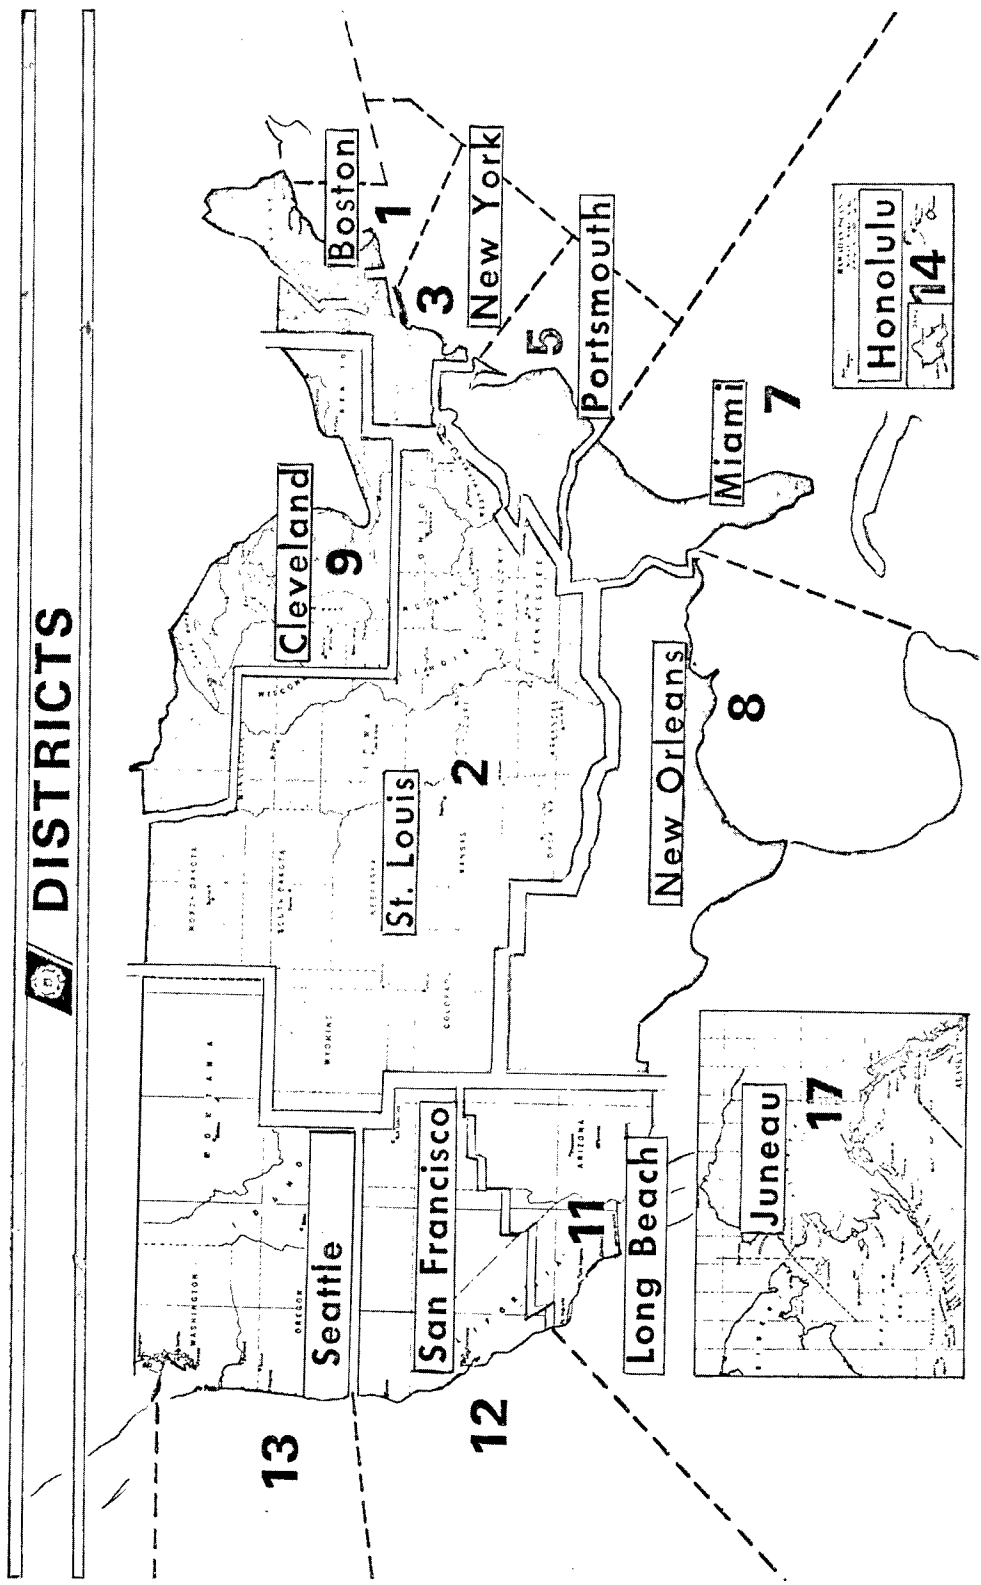 DISTRICTS
13
Seattle
WASHINGTON
OREGON
MONTANA
12
San Francisco
11
Long Beach
ARIZONA
St. Louis
2
NORTH DAKOTA
SOUTH DAKOTA
NEBRASKA
KANSAS
WYOMING
COLORADO
IOWA
TENNESSEE
Cleveland
9
Boston
1
3
New York
5
Portsmouth
Miami
7
New Orleans
8
Juneau
17
Honolulu
14